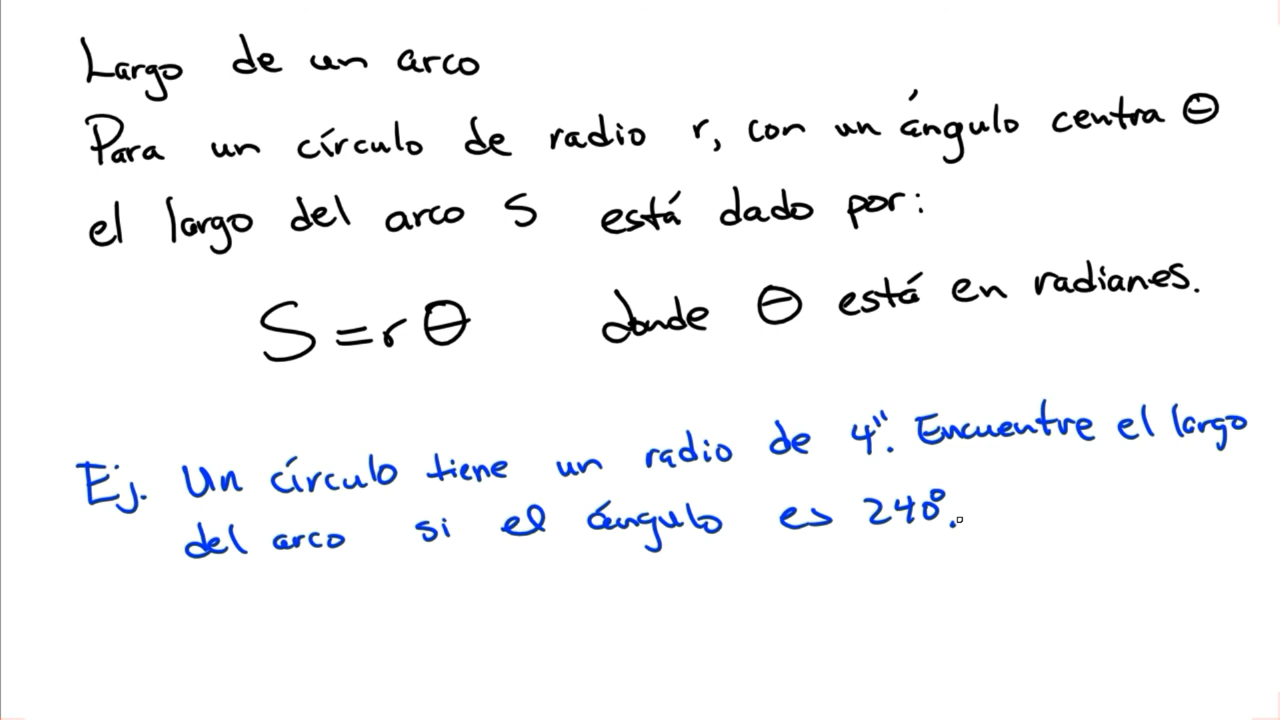 Largo de un arco
Para un círculo de radio r, con un ángulo centra θ
el largo del arco S está dado por:
S = r θ donde θ está en radianes.
Ej. Un círculo tiene un radio de 4". Encuentre el largo
del arco si el ángulo es 240°.